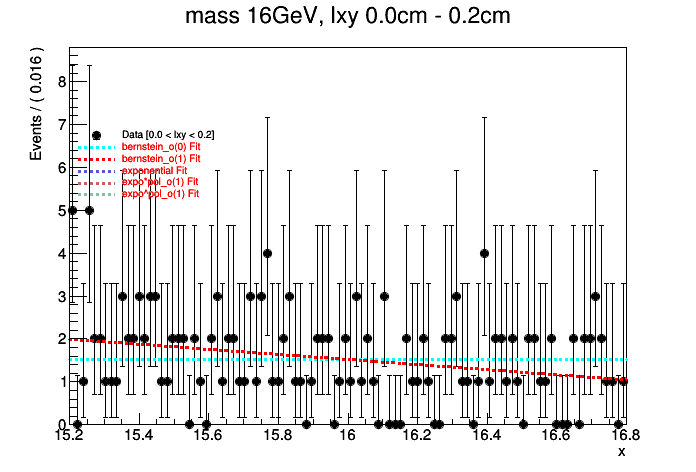 mass 16GeV, lxy 0.0cm - 0.2cm
Events / ( 0.016 )
8
7
6
5
4
3
2
1
0
Data [0.0 < lxy < 0.2]
bernstein_o(0) Fit
bernstein_o(1) Fit
exponential Fit
expo*pol_o(1) Fit
expo^pol_o(1) Fit
15.2 15.4 15.6 15.8 16 16.2 16.4 16.6 16.8
x